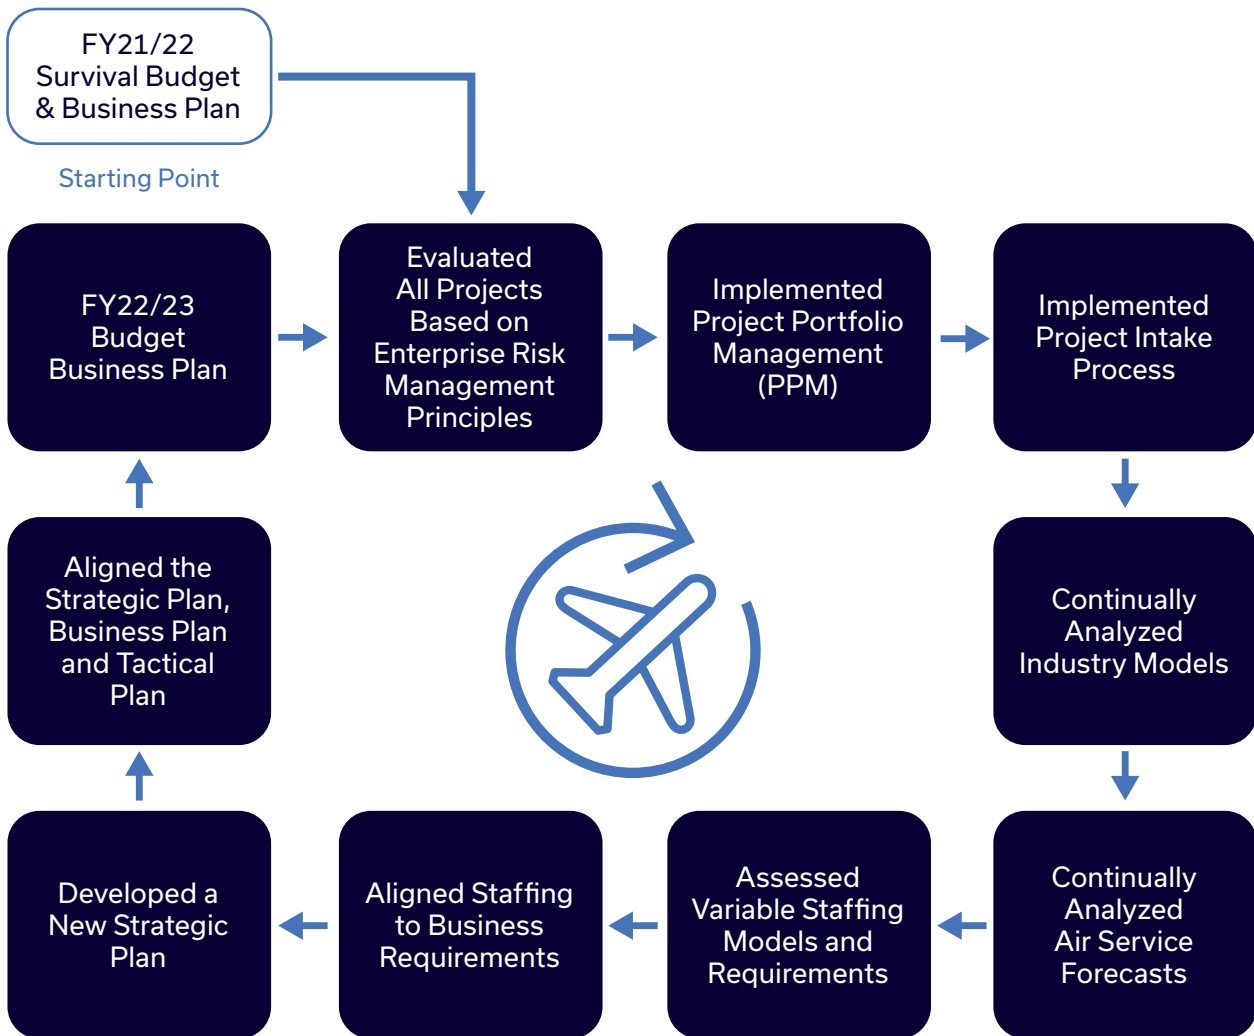 FY21/22
Survival Budget
& Business Plan
Starting Point
FY22/23
Budget
Business Plan
Evaluated
All Projects
Based on
Enterprise Risk
Management
Principles
Implemented
Project Portfolio
Management
(PPM)
Implemented
Project Intake
Process
Continually
Analyzed
Industry Models
Continually
Analyzed
Air Service
Forecasts
Assessed
Variable Staffing
Models and
Requirements
Aligned Staffing
to Business
Requirements
Developed a
New Strategic
Plan
Aligned the
Strategic Plan,
Business Plan
and Tactical
Plan